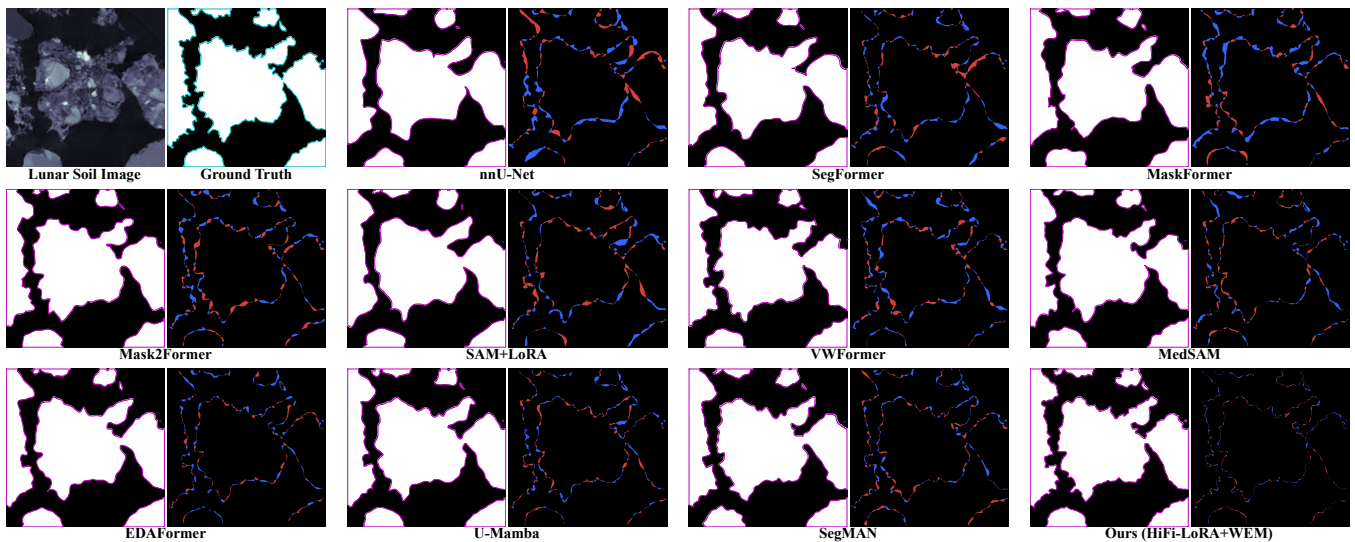 Lunar Soil Image
Ground Truth
nnU-Net
SegFormer
MaskFormer
Mask2Former
SAM+LoRA
VWFormer
MedSAM
EDAFormer
U-Mamba
SegMAN
Ours (HiFi-LoRA+WEM)